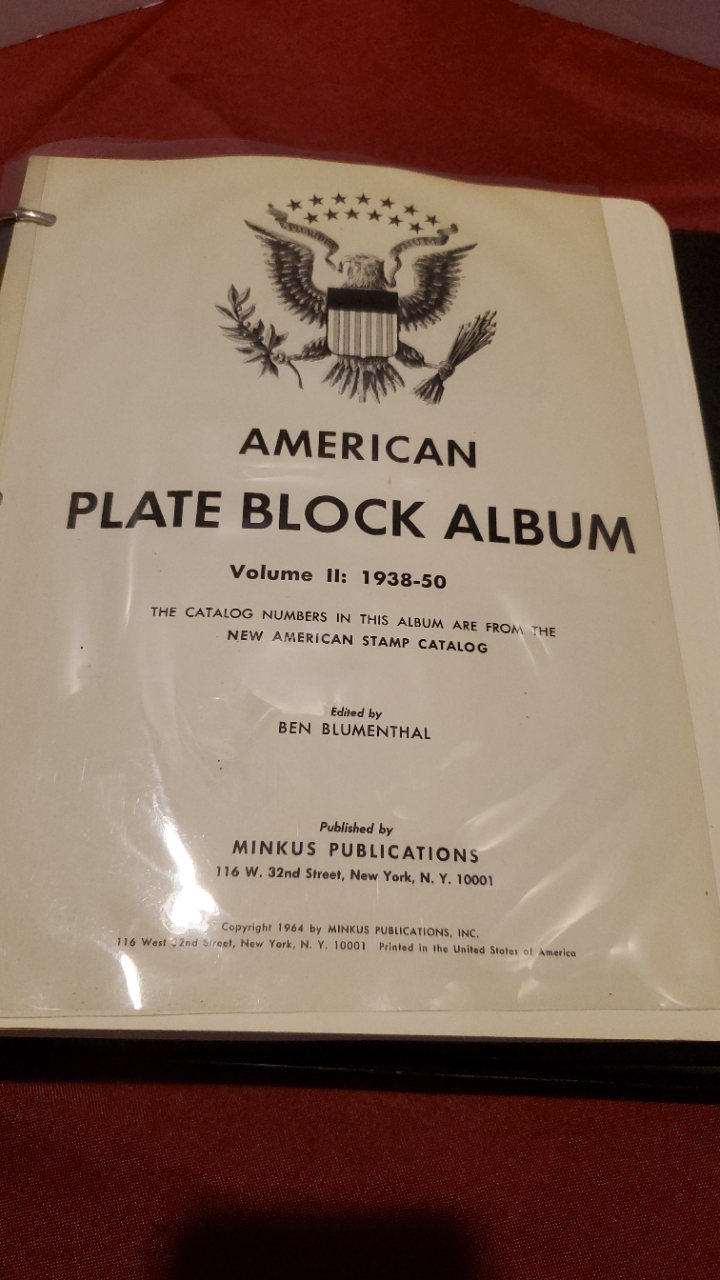 AMERICAN
PLATE BLOCK ALBUM
Volume II: 1938-50
THE CATALOG NUMBERS IN THIS ALBUM ARE FROM THE
NEW AMERICAN STAMP CATALOG
Edited by
BEN BLUMENTHAL
Published by
MINKUS PUBLICATIONS
116 W. 32nd Street, New York, N. Y. 10001
Copyright 1964 by MINKUS PUBLICATIONS, INC.
116 West 32nd Street, New York, N. Y. 10001 Printed in the United States of America